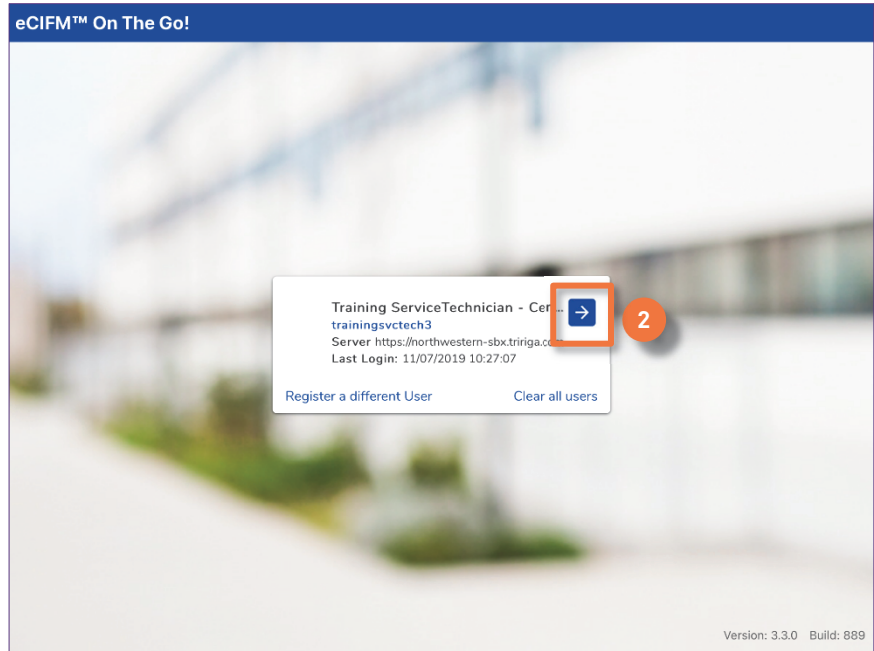 eCIFM™ On The Go!
Training ServiceTechnician - Cer...
trainingsvctech3
Server https://northwestern-sbx.tririga.com
Last Login: 11/07/2019 10:27:07
2
Register a different User
Clear all users
Version: 3.3.0 Build: 889